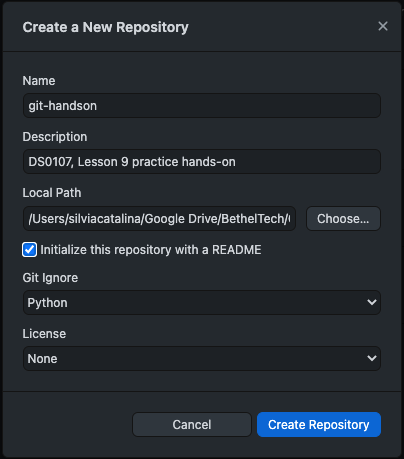 Create a New Repository
Name
git-handson
Description
DS0107, Lesson 9 practice hands-on
Local Path
/Users/silviacatalina/Google Drive/BethelTech/ Choose...
Initialize this repository with a README
Git Ignore
Python
License
None
Cancel Create Repository